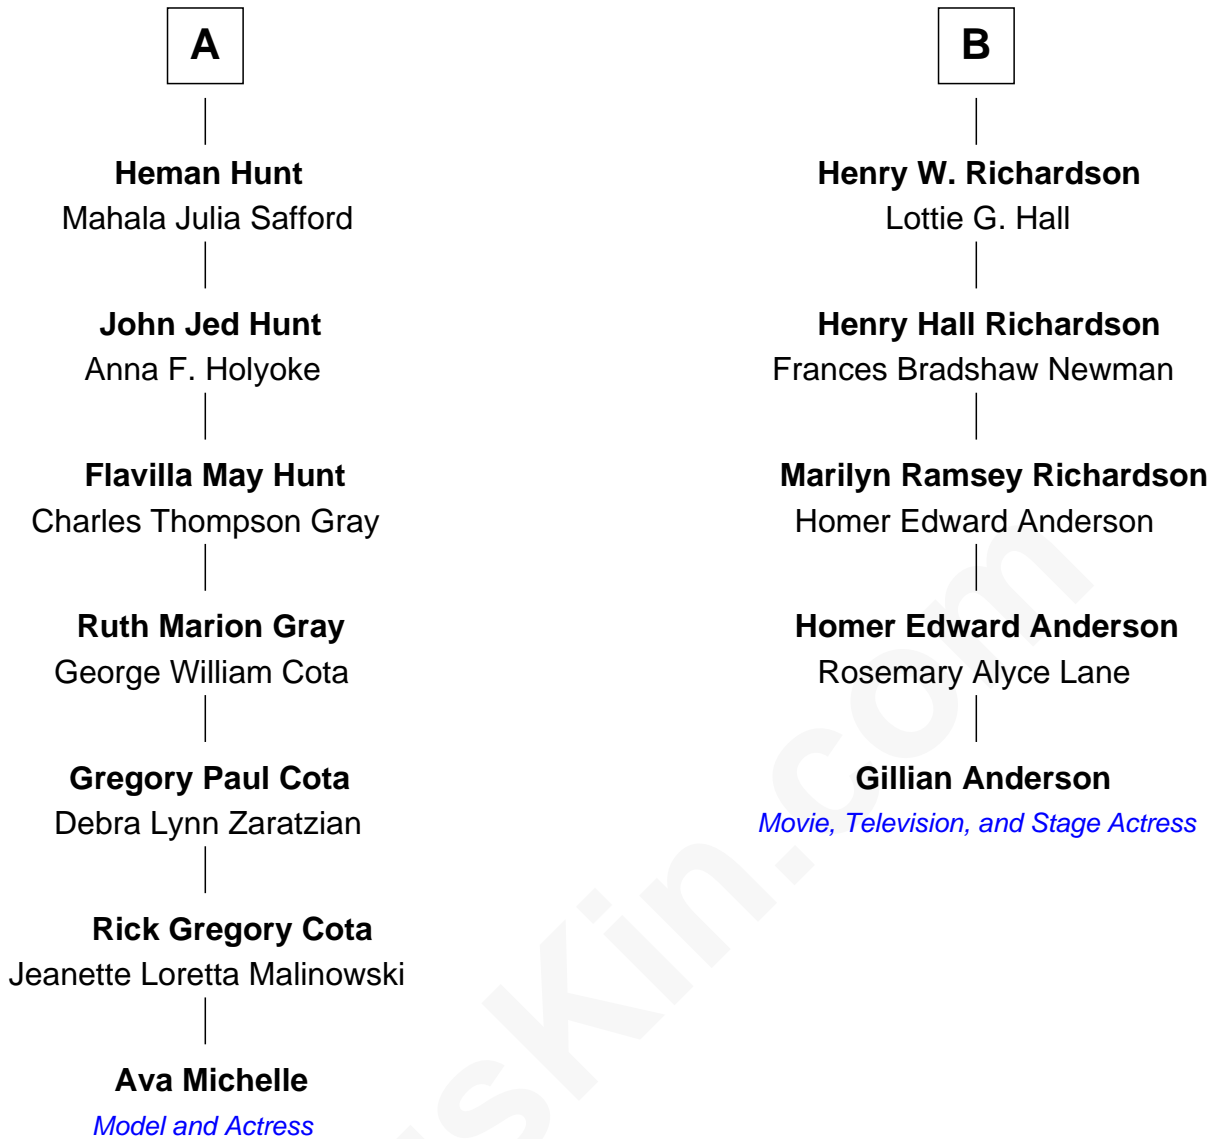 A
Heman Hunt
Mahala Julia Safford
John Jed Hunt
Anna F. Holyoke
Flavilla May Hunt
Charles Thompson Gray
Ruth Marion Gray
George William Cota
Gregory Paul Cota
Debra Lynn Zaratzian
Rick Gregory Cota
Jeanette Loretta Malinowski
Ava Michelle
Model and Actress
B
Henry W. Richardson
Lottie G. Hall
Henry Hall Richardson
Frances Bradshaw Newman
Marilyn Ramsey Richardson
Homer Edward Anderson
Homer Edward Anderson
Rosemary Alyce Lane
Gillian Anderson
Movie, Television, and Stage Actress
sKin.com